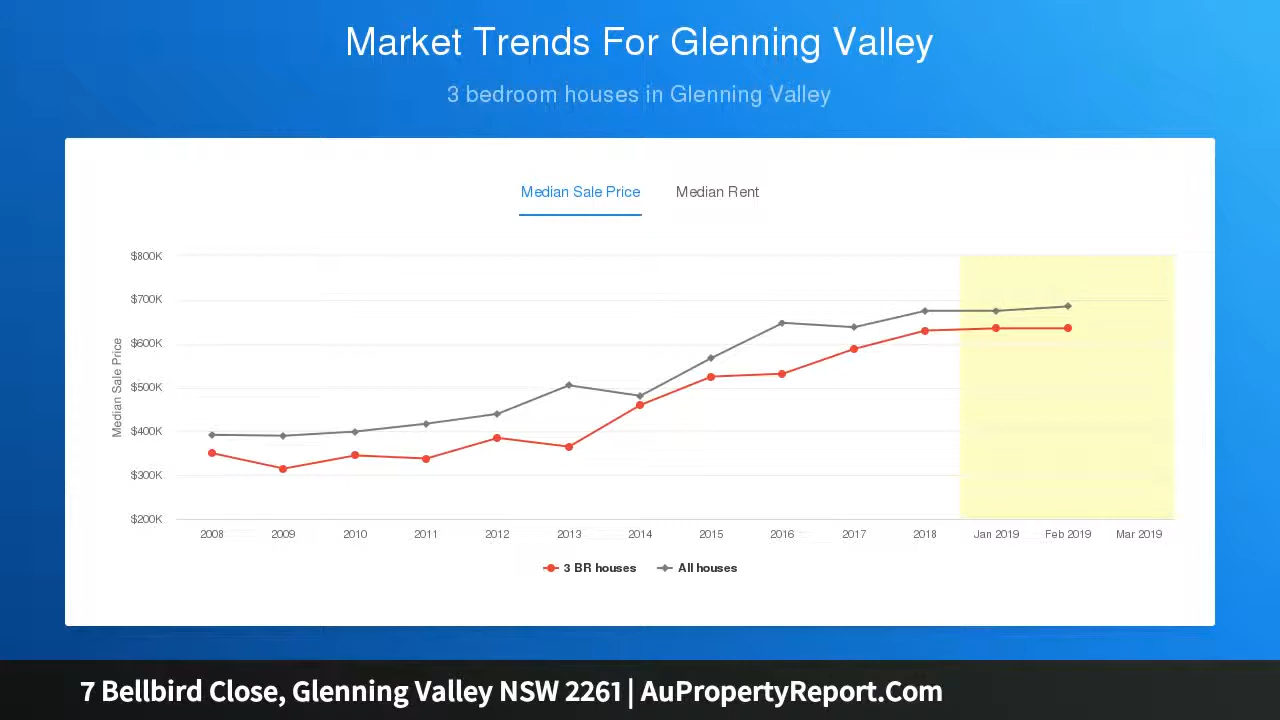 Market Trends For Glenning Valley
3 bedroom houses in Glenning Valley
Median Sale Price Median Rent
Median Sale Price
$800K
$700K
$600K
$500K
$400K
$300K
$200K
2008 2009 2010 2011 2012 2013 2014 2015 2016 2017 2018 Jan 2019 Feb 2019 Mar 2019
3 BR houses All houses
7 Bellbird Close, Glenning Valley NSW 2261 | AuPropertyReport.Com